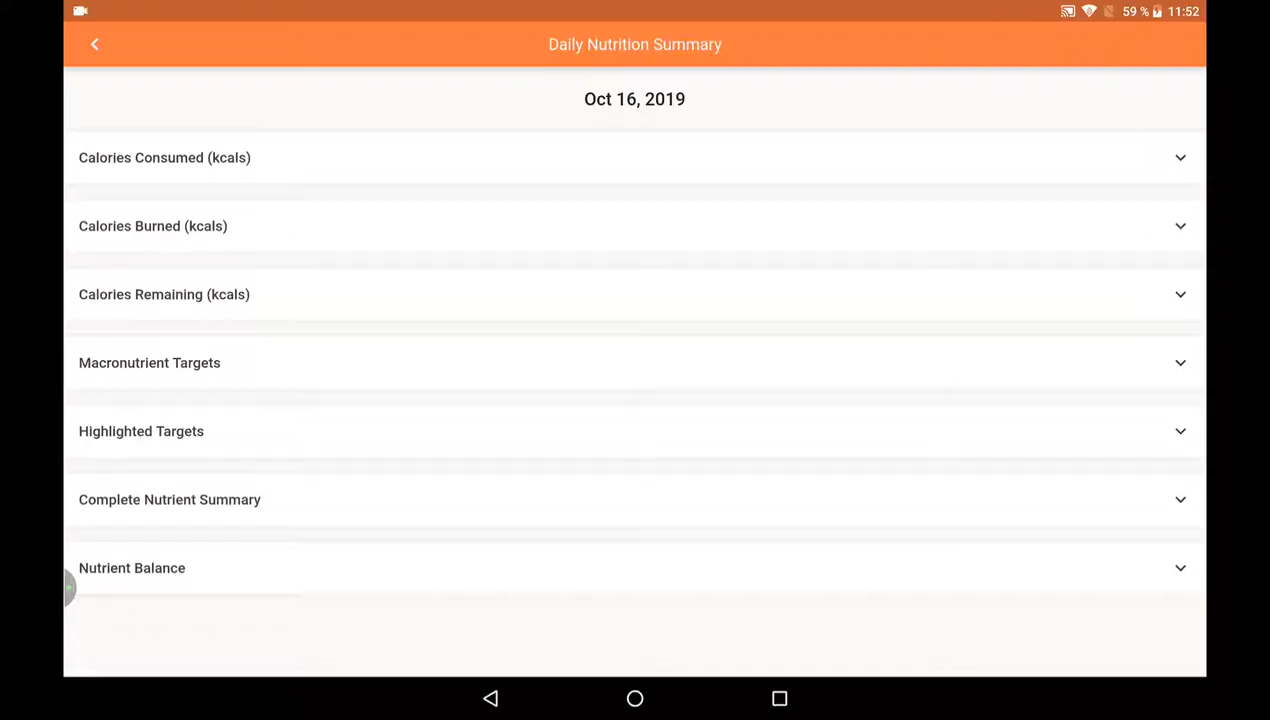 59 % 11:52
Daily Nutrition Summary
Oct 16, 2019
Calories Consumed (kcals)
Calories Burned (kcals)
Calories Remaining (kcals)
Macronutrient Targets
Highlighted Targets
Complete Nutrient Summary
Nutrient Balance